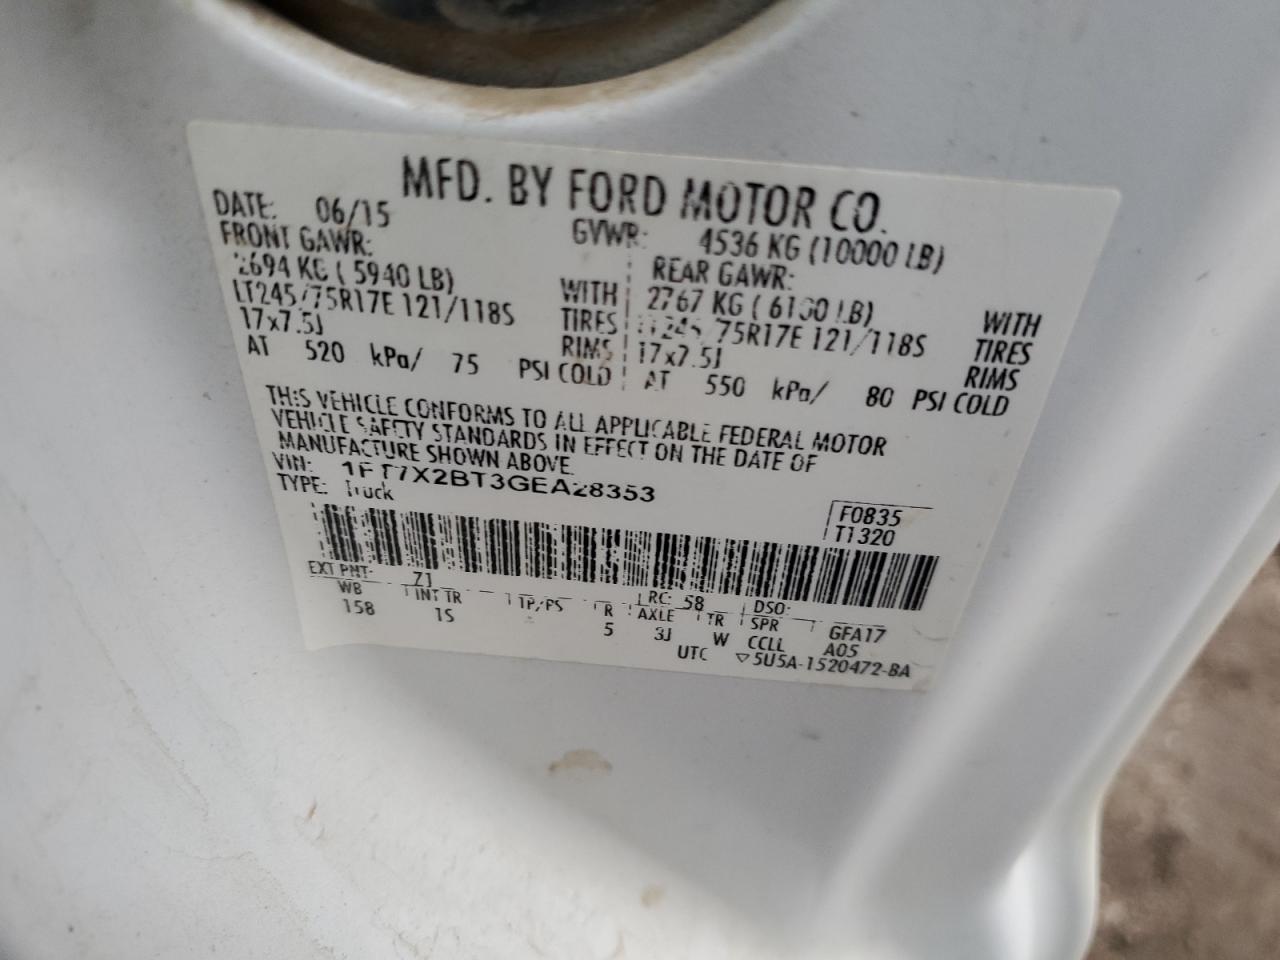 MFD. BY FORD MOTOR CO.
DATE: 06/15 GVWR: 4536 KG (10000 LB)
FRONT GAWR: REAR GAWR:
2694 KG ( 5940 LB) WITH 2767 KG ( 6100 LB) WITH
LT245/75R17E 121/118S TIRES LT245/75R17E 121/118S TIRES
17x7.5J RIMS 17x7.5J RIMS
AT 520 kPa/ 75 PSI COLD AT 550 kPa/ 80 PSI COLD
THIS VEHICLE CONFORMS TO ALL APPLICABLE FEDERAL MOTOR
VEHICLE SAFETY STANDARDS IN EFFECT ON THE DATE OF
MANUFACTURE SHOWN ABOVE.
VIN: 1FT7X2BT3GEA28353
TYPE: Truck
F0835
T1320
EXT PNT: Z1 RC: 58 DSO:
WB INT TR TP/PS R AXLE TR SPR GFA17
158 1S 5 3J W CCLL A05
UTC ▽5U5A-1520472-BA